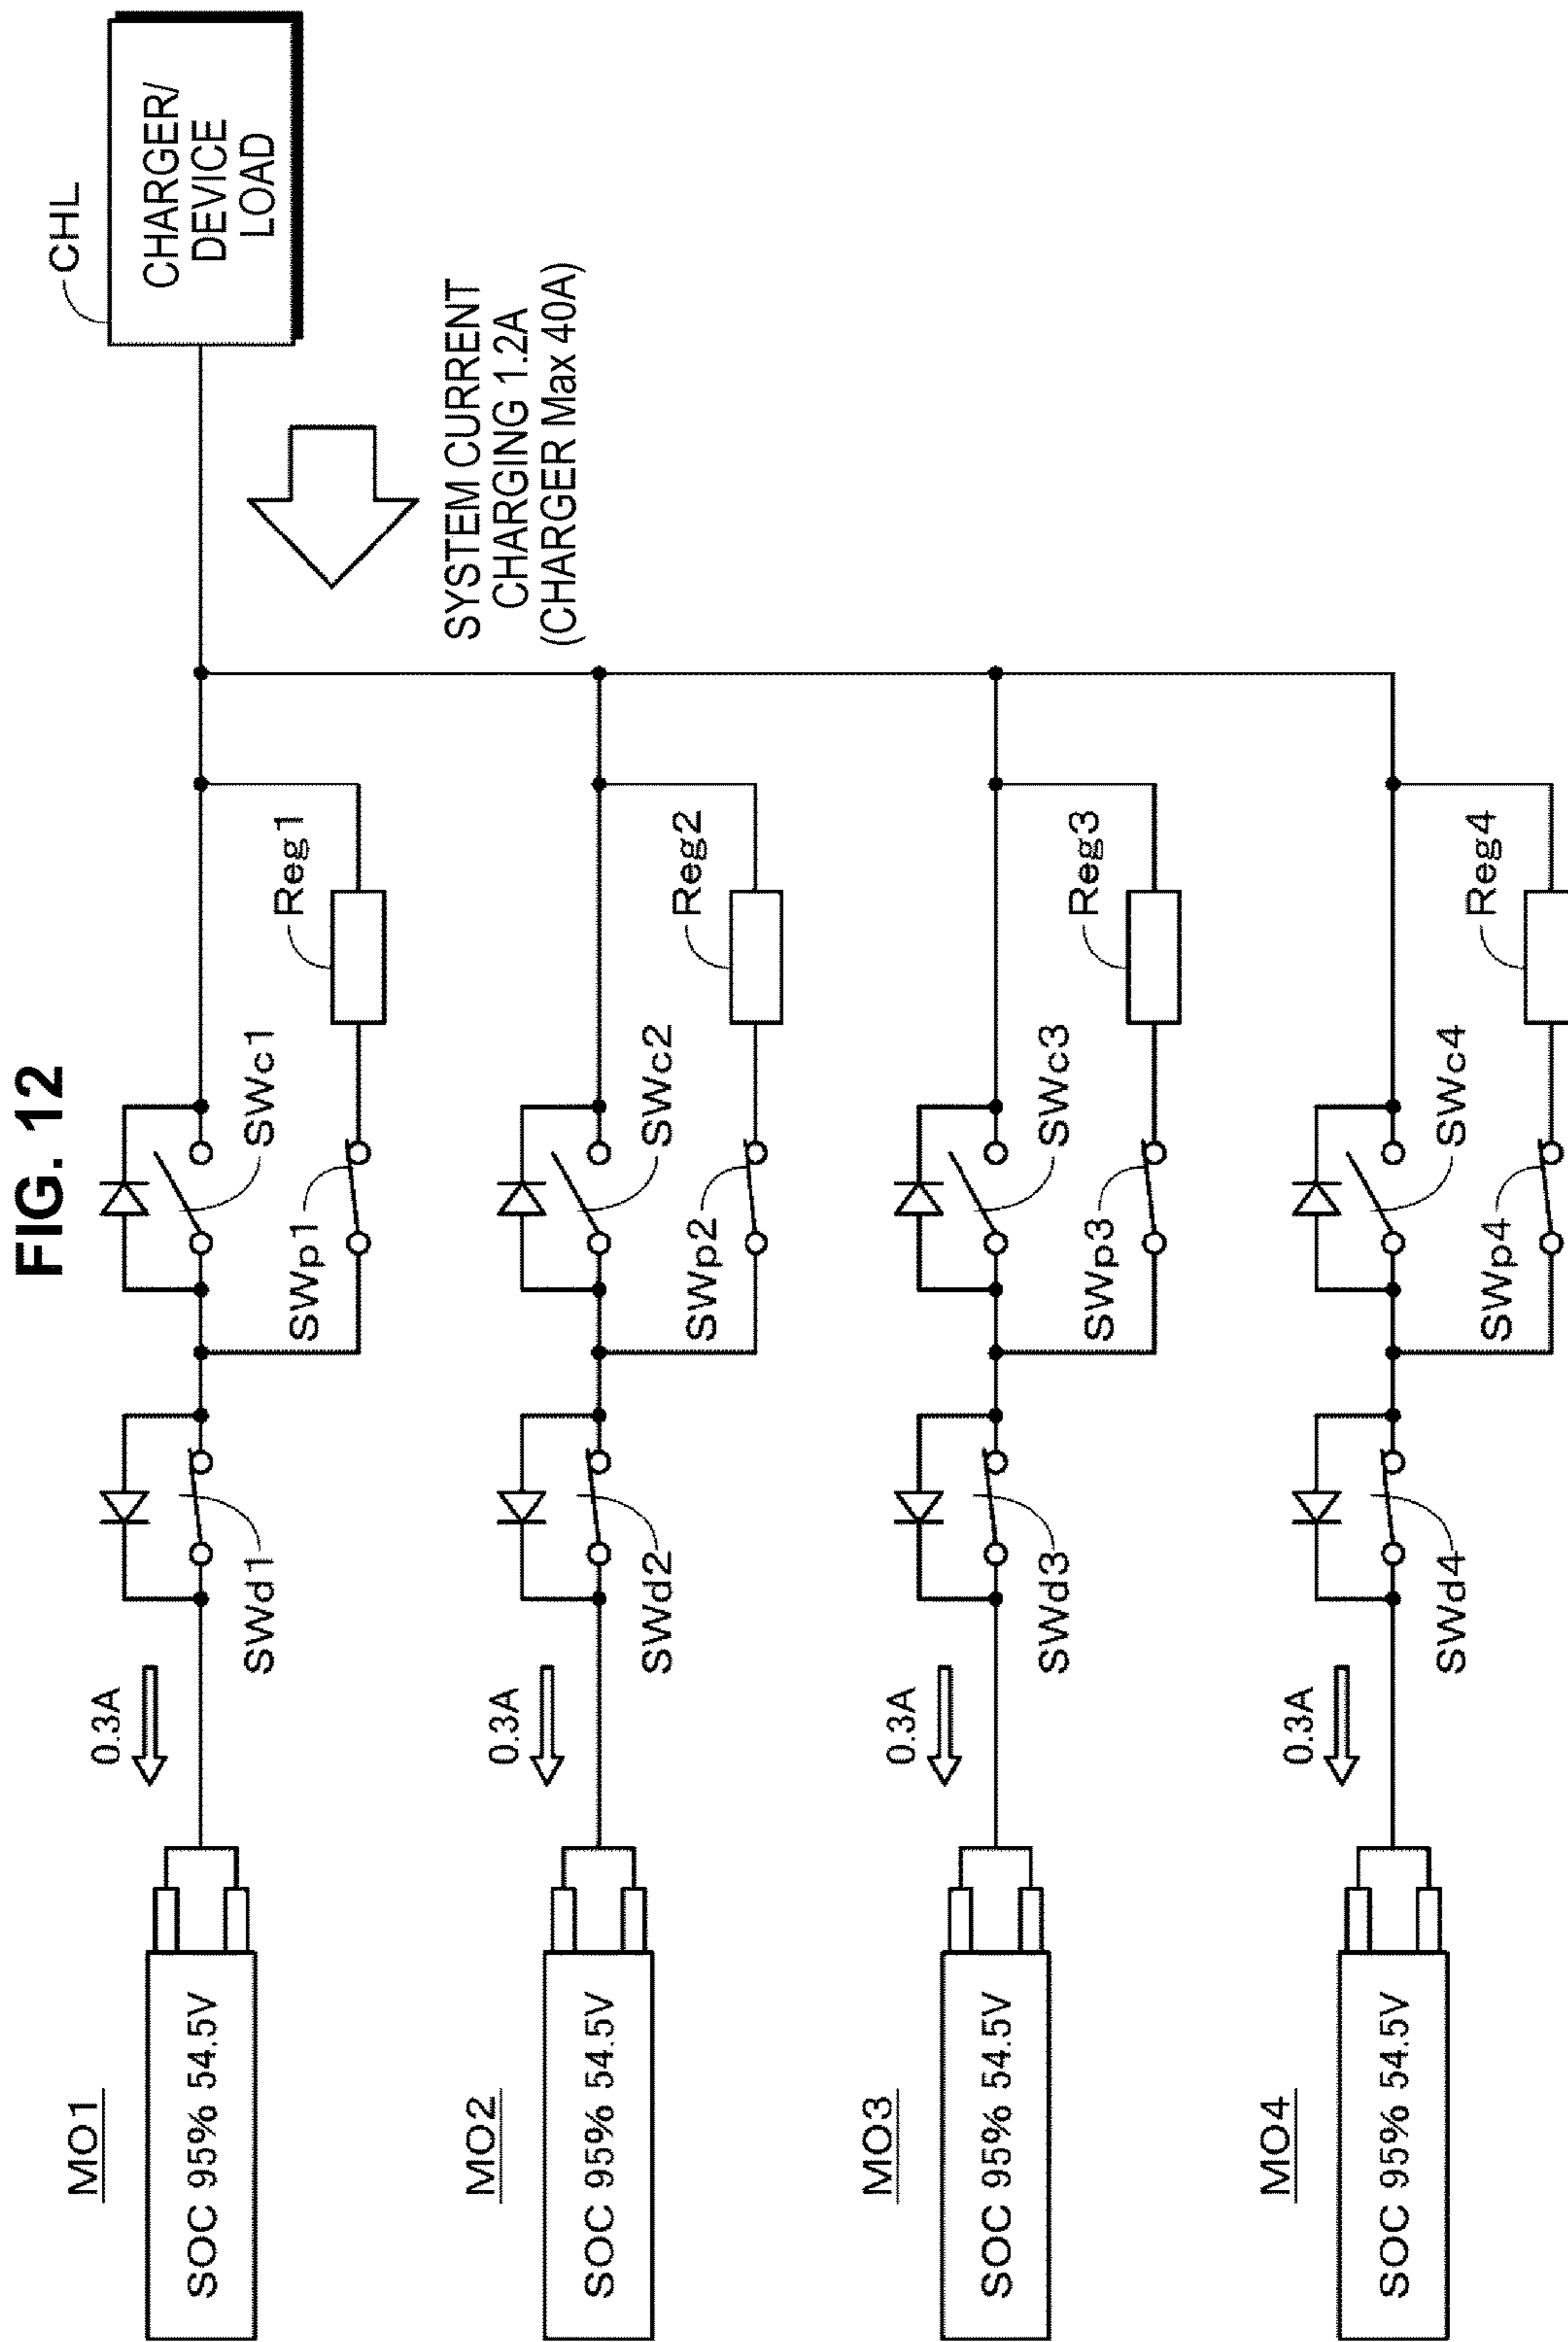 FIG. 12
CHL
CHARGER/
DEVICE
LOAD
SYSTEM CURRENT
CHARGING 1.2A
(CHARGER Max 40A)
MO1
SOC 95% 54.5V
0.3A
SWd1
SWp1
SWc1
Reg1
MO2
SOC 95% 54.5V
0.3A
SWd2
SWp2
SWc2
Reg2
MO3
SOC 95% 54.5V
0.3A
SWd3
SWp3
SWc3
Reg3
MO4
SOC 95% 54.5V
0.3A
SWd4
SWp4
SWc4
Reg4